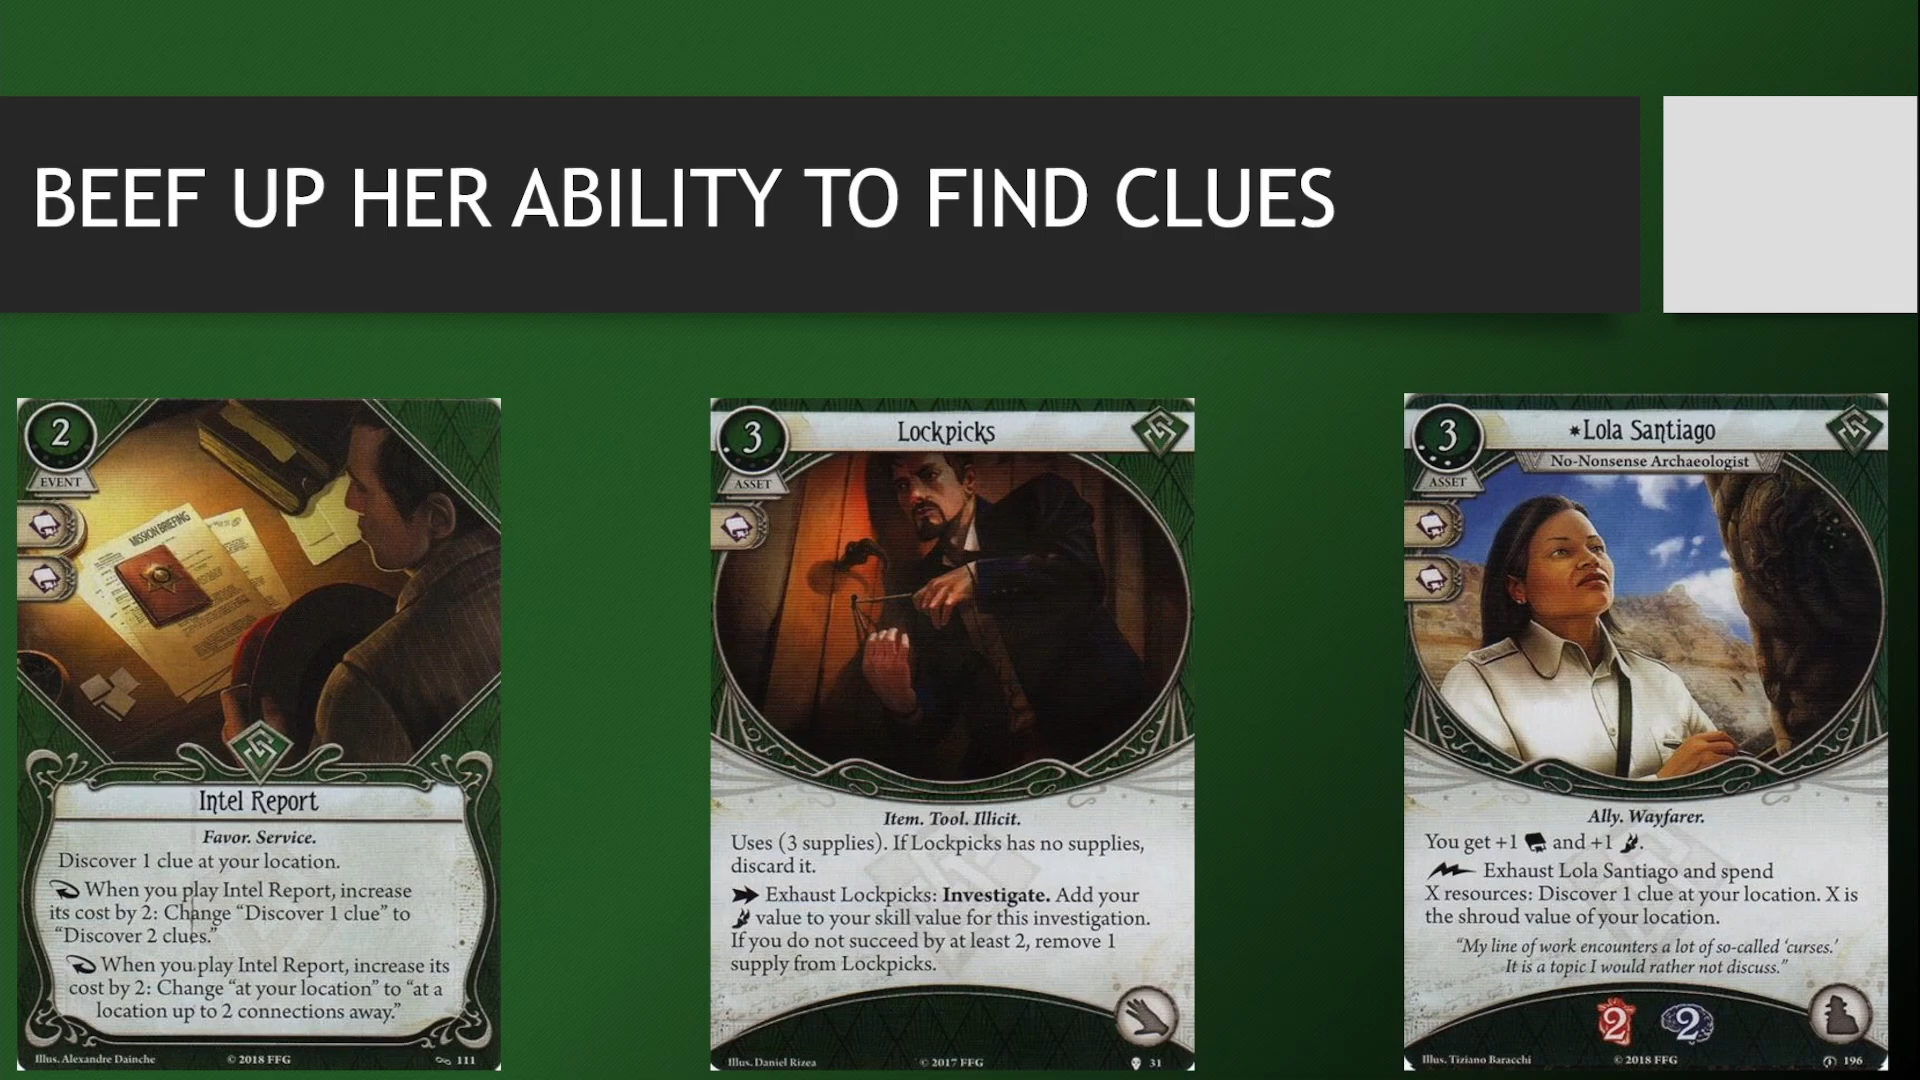 BEEF UP HER ABILITY TO FIND CLUES
2
EVENT
MISSION BRIEFING
Intel Report
Favor. Service.
Discover 1 clue at your location.
When you play Intel Report, increase
its cost by 2: Change “Discover 1 clue” to
“Discover 2 clues.”
When you play Intel Report, increase its
cost by 2: Change “at your location” to “at a
location up to 2 connections away.”
Illus. Alexandre Dainche
© 2018 FFG
111
3
Lockpicks
ASSET
Item. Tool. Illicit.
Uses (3 supplies). If Lockpicks has no supplies,
discard it.
Exhaust Lockpicks: Investigate. Add your
value to your skill value for this investigation.
If you do not succeed by at least 2, remove 1
supply from Lockpicks.
Illus. Daniel Rizea
© 2017 FFG
31
3
Lola Santiago
No-Nonsense Archaeologist
ASSET
Ally. Wayfarer.
You get +1 and +1 .
Exhaust Lola Santiago and spend
X resources: Discover 1 clue at your location. X is
the shroud value of your location.
“My line of work encounters a lot of so-called ‘curses.’
It is a topic I would rather not discuss.”
2 2
Illus. Tiziano Baracchi
© 2018 FFG
196